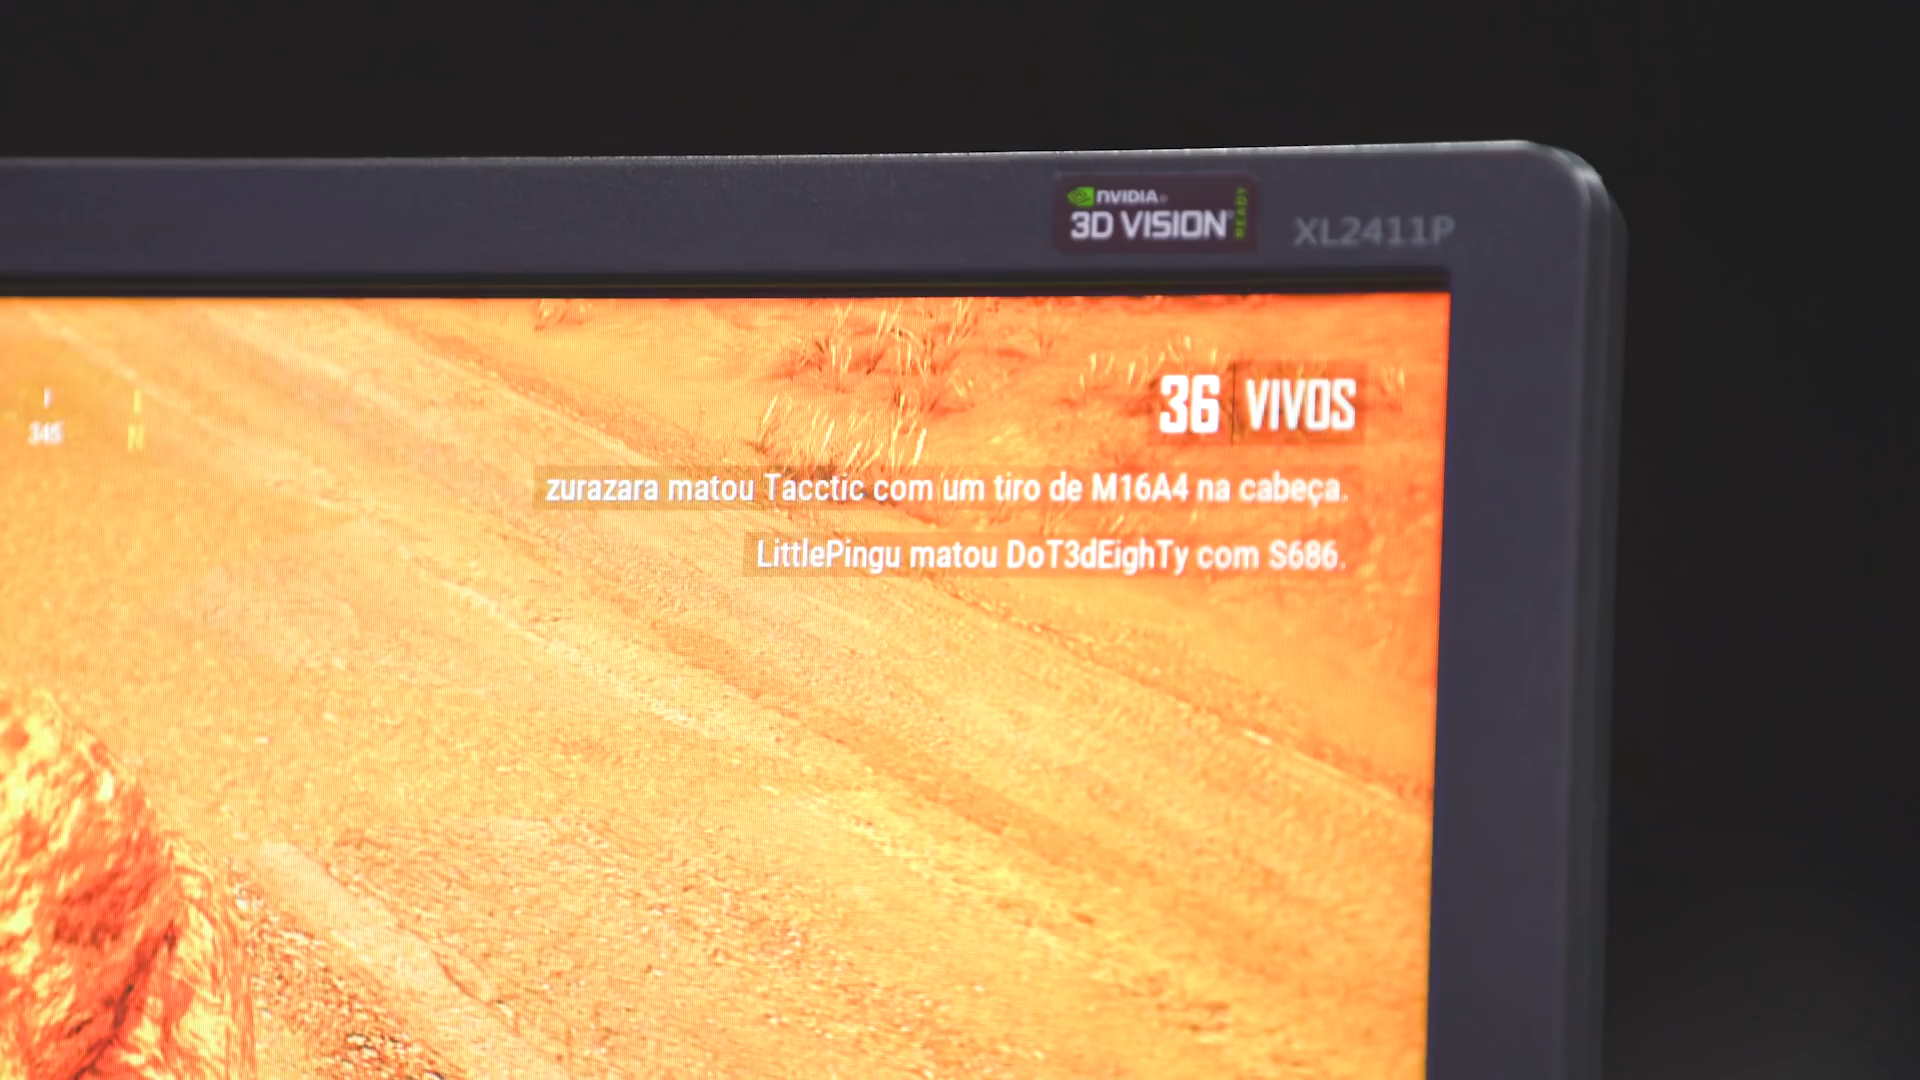 NVIDIA®
3D VISION® READY
XL2411P
36 VIVOS
345 N
zurazara matou Tacctic com um tiro de M16A4 na cabeça.
LittlePingu matou DoT3dEighTy com S686.